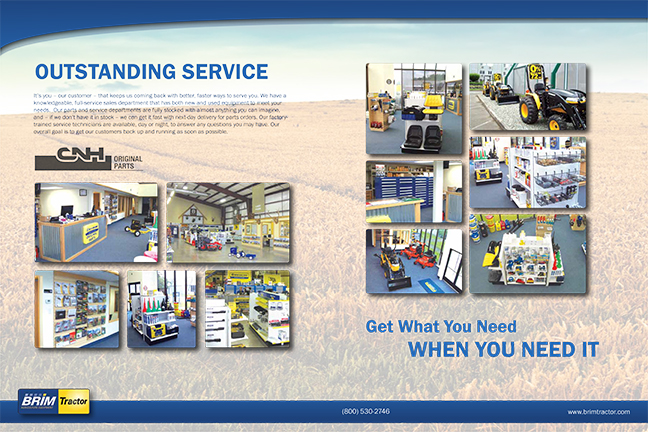 OUTSTANDING SERVICE
It's you – our customer – that keeps us coming back with better, faster ways to serve you. We have a
knowledgeable, full-service sales department that has both new and used equipment to meet your
needs. Our parts and service departments are fully stocked with almost anything you can imagine,
and – if we don't have it in stock – we can get it fast with next-day delivery for parts orders. Our factory-
trained service technicians are available, day or night, to answer any questions you may have. Our
overall goal is to get our customers back up and running as soon as possible.
CNH ORIGINAL
PARTS
Get What You Need
WHEN YOU NEED IT
BRIM Tractor
(800) 530-2746
www.brimtractor.com